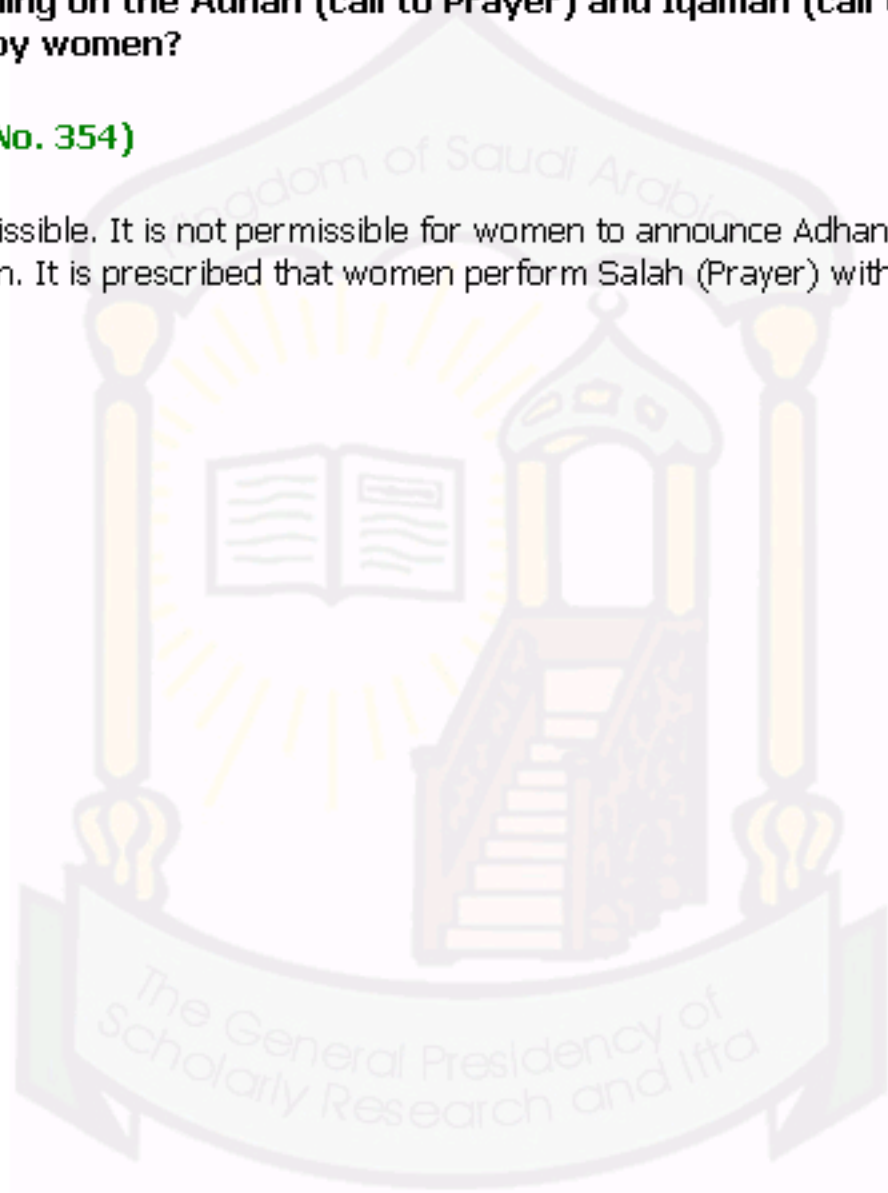 ling on the Adhan (call to Prayer) and Iqamah (call
by women?
No. 354)
Kingdom of Saudi Arabia
issible. It is not permissible for women to announce Adhan
n. It is prescribed that women perform Salah (Prayer) with
The General Presidency of
Scholarly Research and Ifta